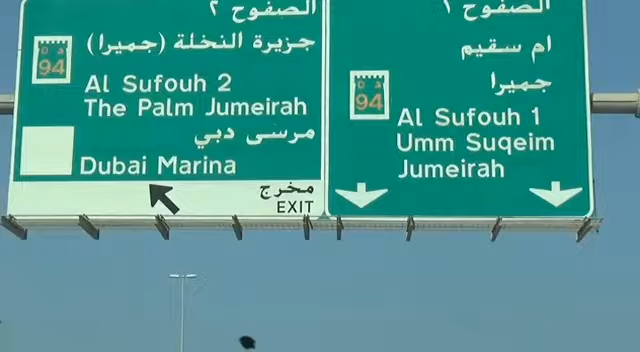 الصفوح ٢
جزيرة النخلة (جميرا)
د D
94
Al Sufouh 2
The Palm Jumeirah
مرسى دبي
Dubai Marina
مخرج
EXIT
الصفوح ١
ام سقيم
جميرا
D د
94
Al Sufouh 1
Umm Suqeim
Jumeirah